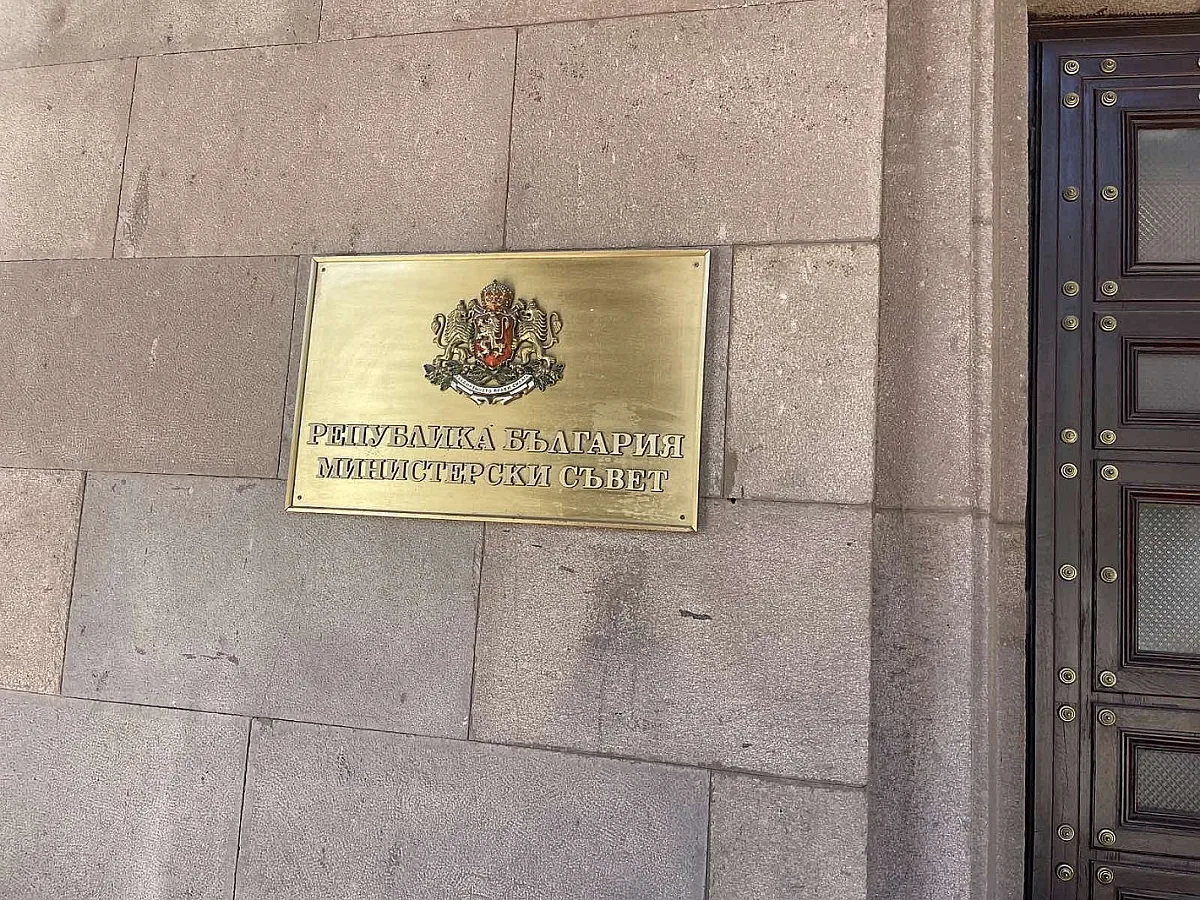 РЕПУБЛИКА БЪЛГАРИЯ
МИНИСТЕРСКИ СЪВЕТ